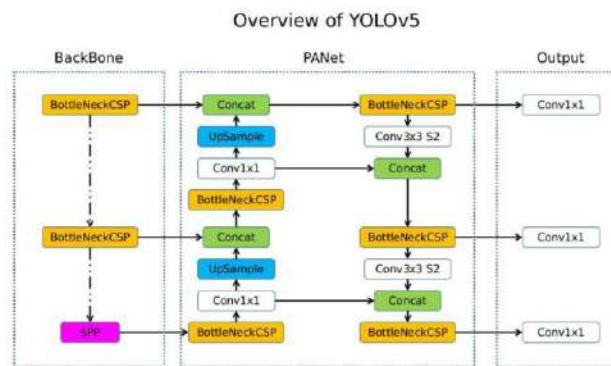 Overview of YOLOv5
BackBone
PANet
Output
BottleNeckCSP
Concat
BottleNeckCSP
Conv1x1
UpSample
Conv3x3 S2
Conv1x1
Concat
BottleNeckCSP
BottleNeckCSP
Concat
BottleNeckCSP
Conv1x1
UpSample
Conv3x3 S2
Conv1x1
Concat
SPP
BottleNeckCSP
BottleNeckCSP
Conv1x1